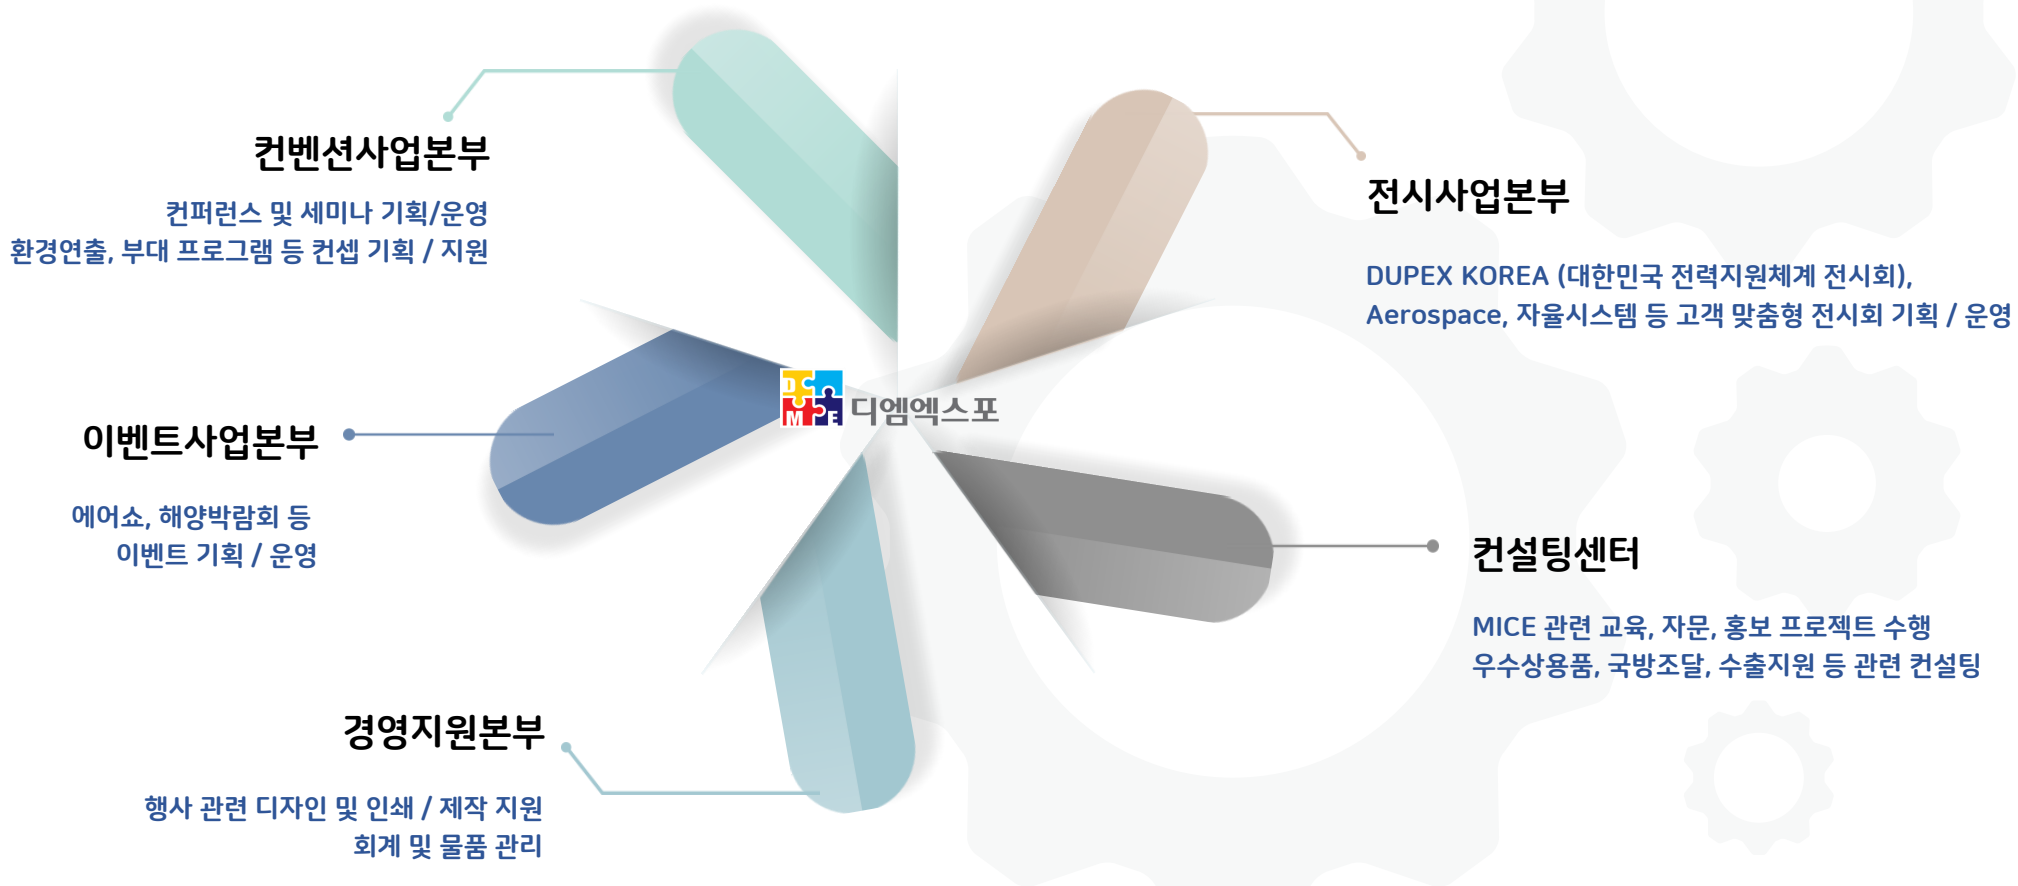 컨벤션사업본부
컨퍼런스 및 세미나 기획/운영
환경연출, 부대 프로그램 등 컨셉 기획 / 지원
전시사업본부
DUPEX KOREA (대한민국 전력지원체계 전시회),
Aerospace, 자율시스템 등 고객 맞춤형 전시회 기획 / 운영
D
M E
디엠엑스포
이벤트사업본부
에어쇼, 해양박람회 등
이벤트 기획 / 운영
컨설팅센터
MICE 관련 교육, 자문, 홍보 프로젝트 수행
우수상용품, 국방조달, 수출지원 등 관련 컨설팅
경영지원본부
행사 관련 디자인 및 인쇄 / 제작 지원
회계 및 물품 관리